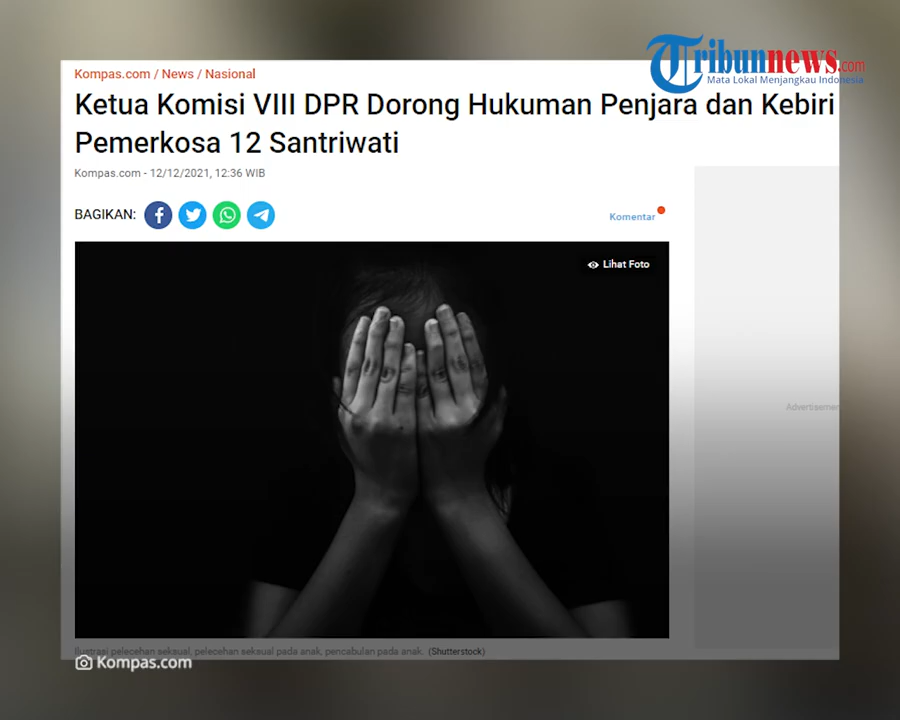 Tribunnews.com
Mata Lokal Menjangkau Indonesia
Kompas.com / News / Nasional
Ketua Komisi VIII DPR Dorong Hukuman Penjara dan Kebiri
Pemerkosa 12 Santriwati
Kompas.com - 12/12/2021, 12:36 WIB
BAGIKAN:
Komentar
Lihat Foto
Advertisemen
Ilustrasi pelecehan seksual, pelecehan seksual pada anak, pencabulan pada anak. (Shutterstock)
Kompas.com